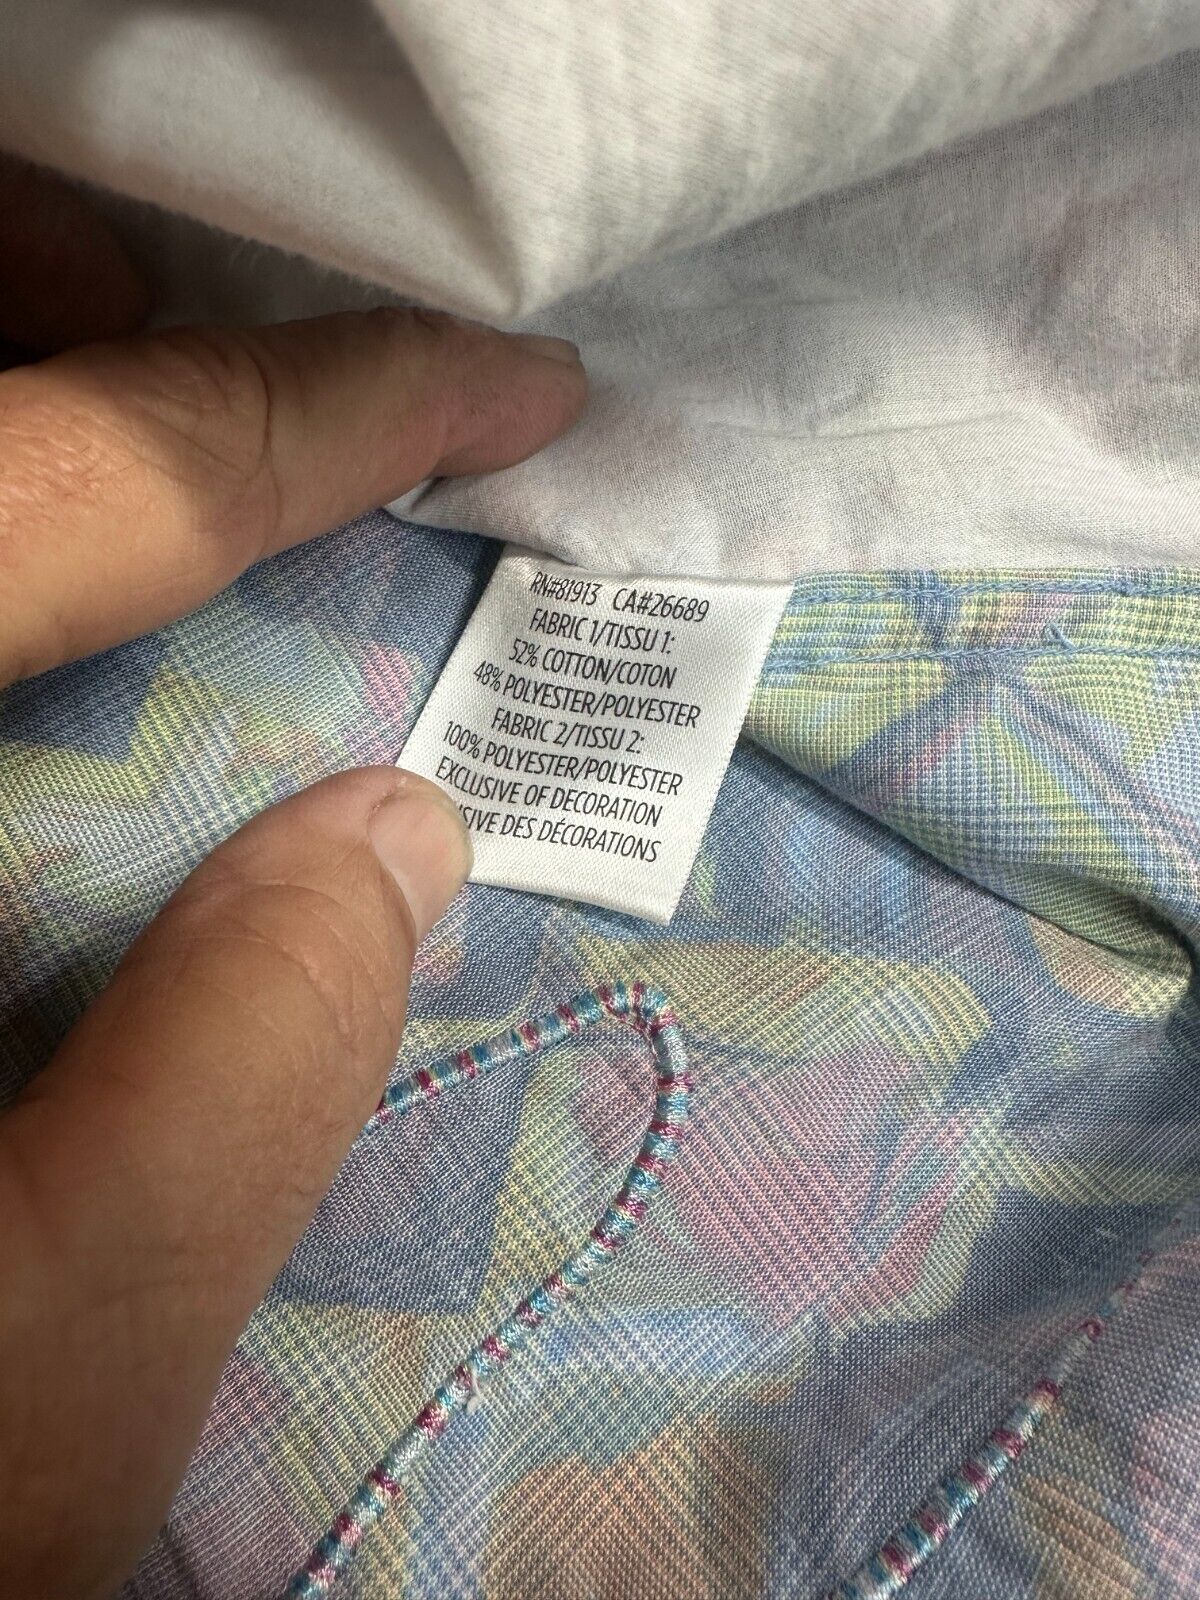 RN#81913 CA#26689
FABRIC 1/TISSU 1:
52% COTTON/COTON
48% POLYESTER/POLYESTER
FABRIC 2/TISSU 2:
100% POLYESTER/POLYESTER
EXCLUSIVE OF DECORATION
DES DÉCORATIONS